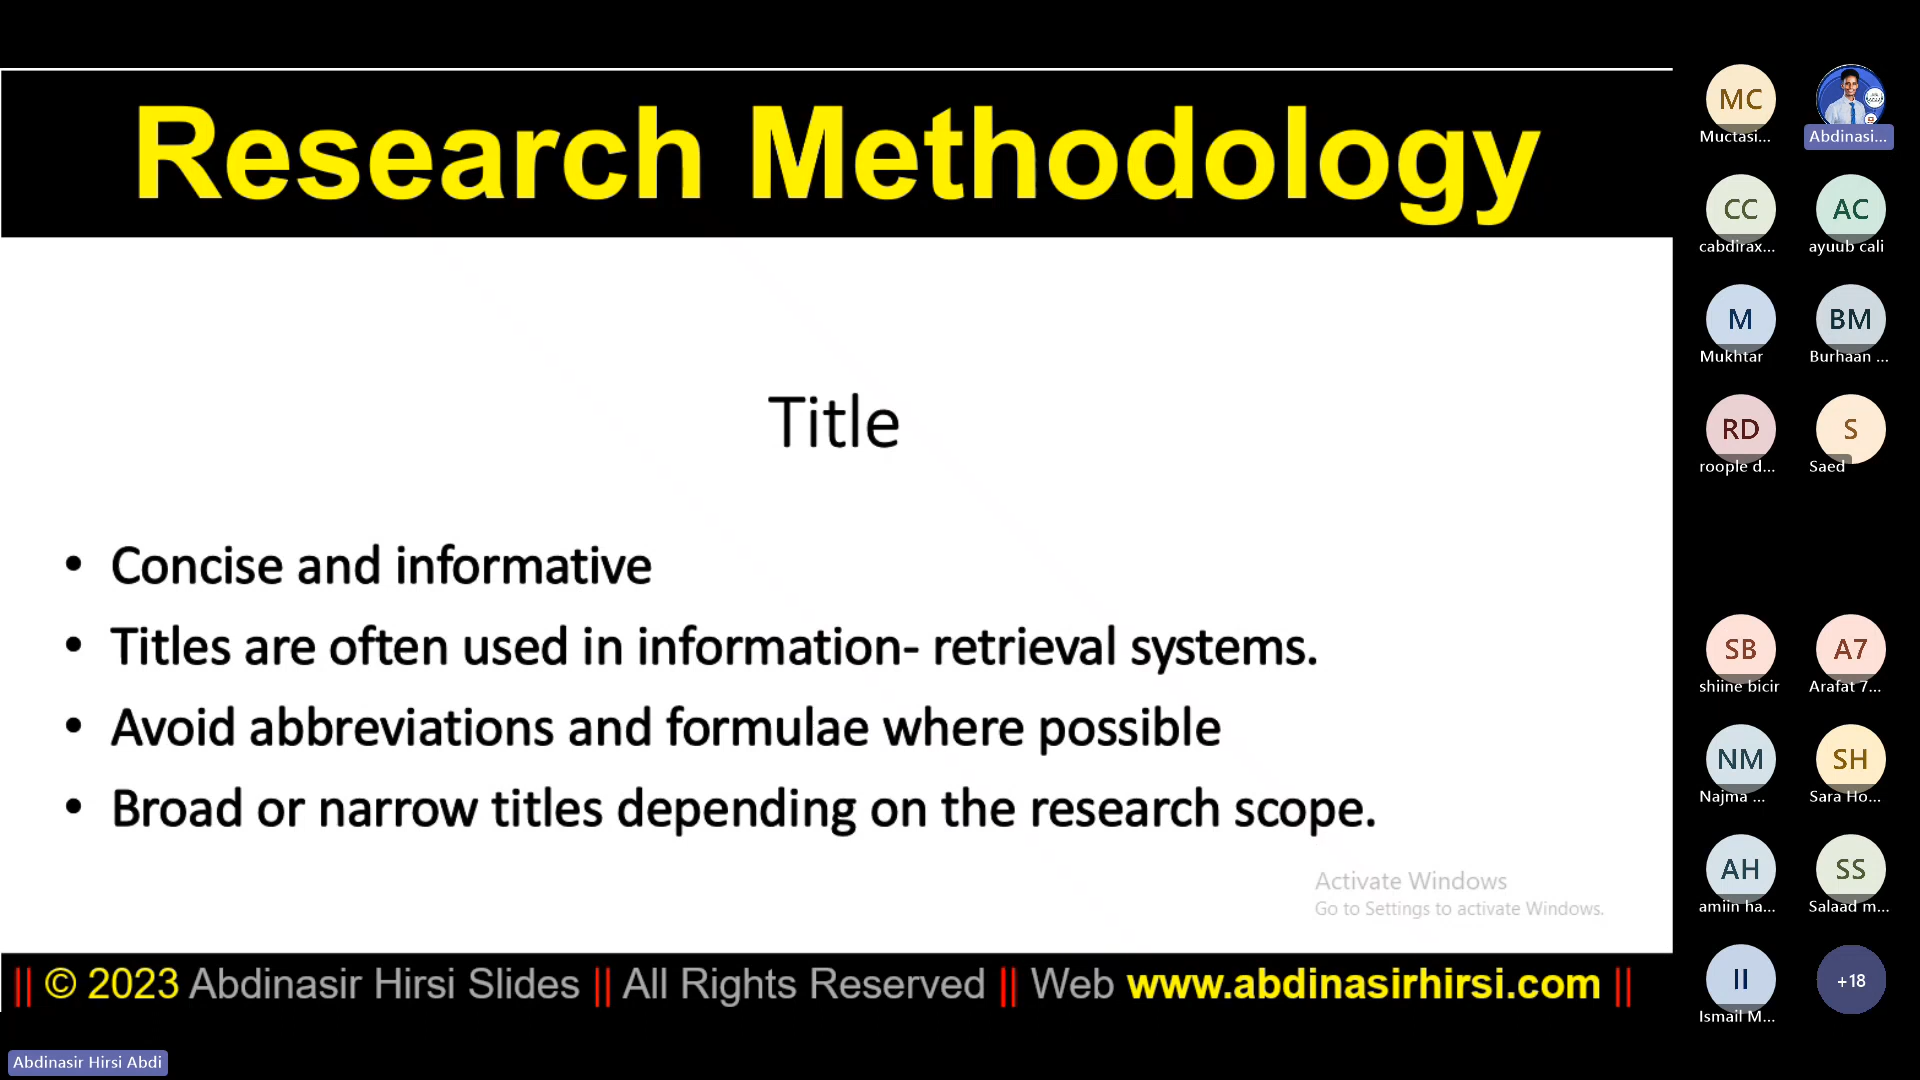 Research Methodology
Title
• Concise and informative
• Titles are often used in information- retrieval systems.
• Avoid abbreviations and formulae where possible
• Broad or narrow titles depending on the research scope.
Activate Windows
Go to Settings to activate Windows.
|| © 2023 Abdinasir Hirsi Slides || All Rights Reserved || Web www.abdinasirhirsi.com ||
Abdinasir Hirsi Abdi
MC
Muctasi...
Abdinasi...
CC
cabdirax...
AC
ayuub cali
M
Mukhtar
BM
Burhaan ...
RD
roople d...
S
Saed
SB
shiine bicir
A7
Arafat 7...
NM
Najma ...
SH
Sara Ho...
AH
amiin ha...
SS
Salaad m...
II
Ismail M...
+18